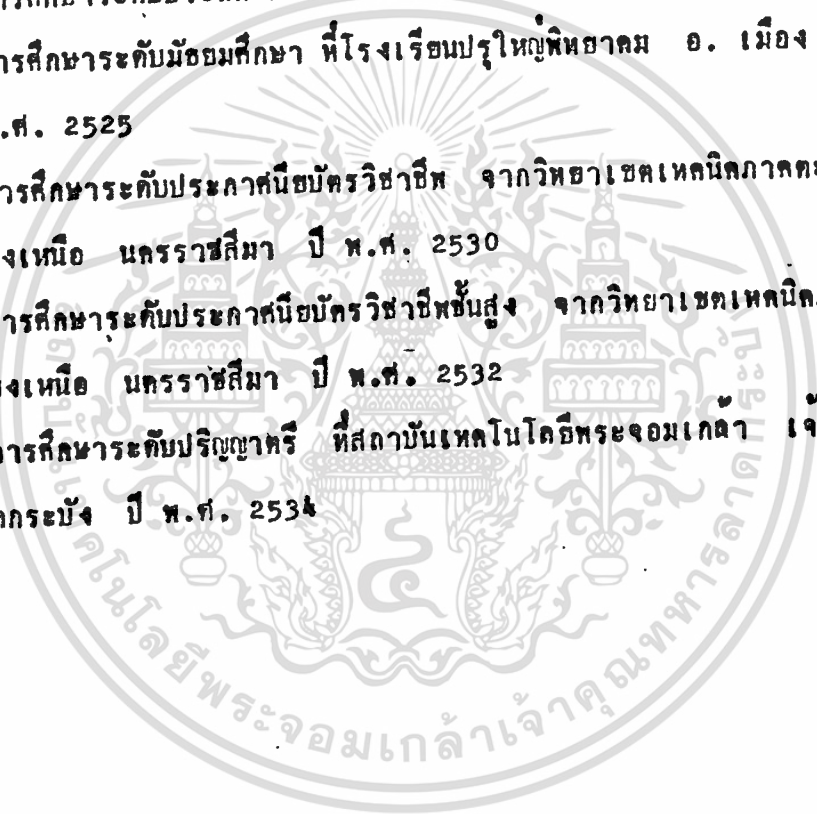 ารศึกษาระดับมัธยมศึกษา ที่โรงเรียนปรุใหญ่พิทยาคม อ. เมือง
.ศ. 2525
ารศึกษาระดับประกาศนียบัตรวิชาชีพ จากวิทยาเขตเทคนิคภาคตะ
งเหนือ นครราชสีมา ปี พ.ศ. 2530
ารศึกษาระดับประกาศนียบัตรวิชาชีพชั้นสูง จากวิทยาเขตเทคนิค
งเหนือ นครราชสีมา ปี พ.ศ. 2532
การศึกษาระดับปริญญาตรี ที่สถาบันเทคโนโลยีพระจอมเกล้า เจ้
กกระบัง ปี พ.ศ. 2534
เทคโนโลยีพระจอมเกล้าเจ้าคุณทหารลาดกระบัง